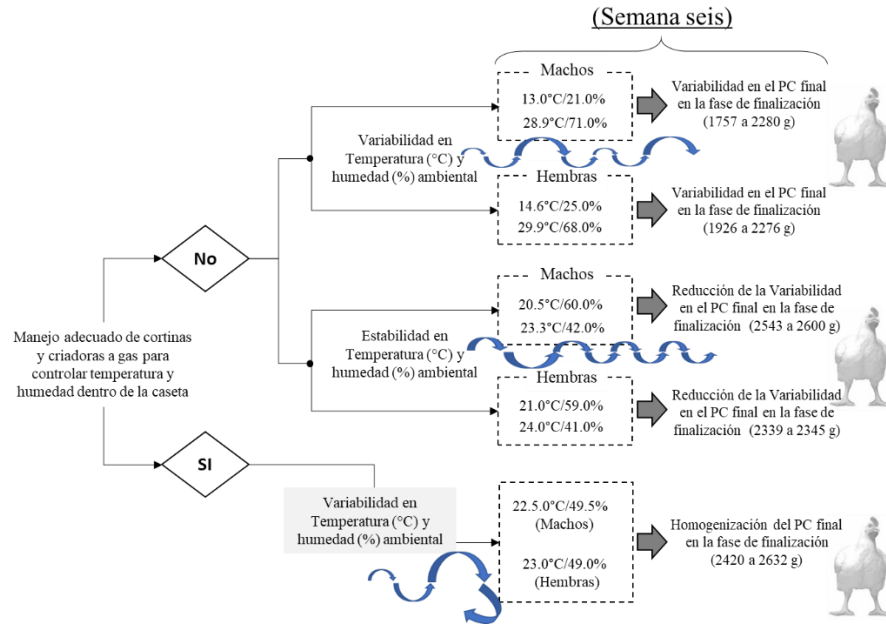 (Semana seis)
Machos
13.0°C/21.0%
28.9°C/71.0%
Variabilidad en el PC final
en la fase de finalización
(1757 a 2280 g)
Variabilidad en
Temperatura (°C) y
humedad (%) ambiental
Hembras
14.6°C/25.0%
29.9°C/68.0%
Variabilidad en el PC final
en la fase de finalización
(1926 a 2276 g)
No
Machos
20.5°C/60.0%
23.3°C/42.0%
Reducción de la Variabilidad
en el PC final en la fase de
finalización (2543 a 2600 g)
Manejo adecuado de cortinas
y criadoras a gas para
controlar temperatura y
humedad dentro de la caseta
Estabilidad en
Temperatura (°C) y
humedad (%) ambiental
Hembras
21.0°C/59.0%
24.0°C/41.0%
Reducción de la Variabilidad
en el PC final en la fase de
finalización (2339 a 2345 g)
SI
Variabilidad en
Temperatura (°C) y
humedad (%) ambiental
22.5.0°C/49.5%
(Machos)
23.0°C/49.0%
(Hembras)
Homogenización del PC final
en la fase de finalización
(2420 a 2632 g)